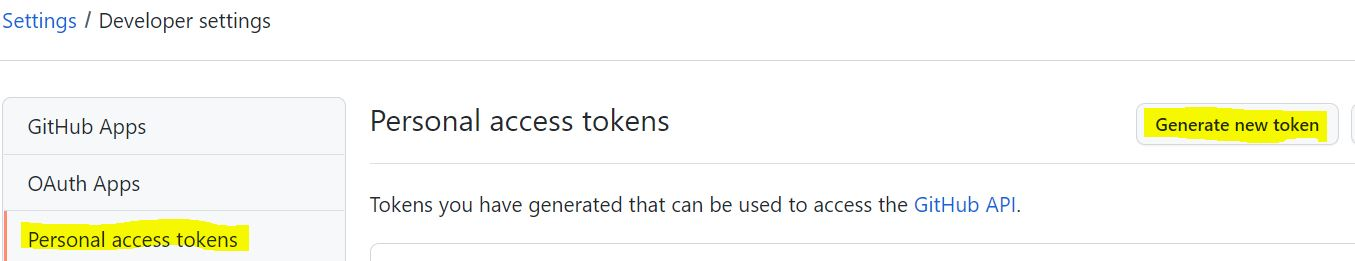 Settings / Developer settings
GitHub Apps
OAuth Apps
Personal access tokens
Personal access tokens
Generate new token
Tokens you have generated that can be used to access the GitHub API.